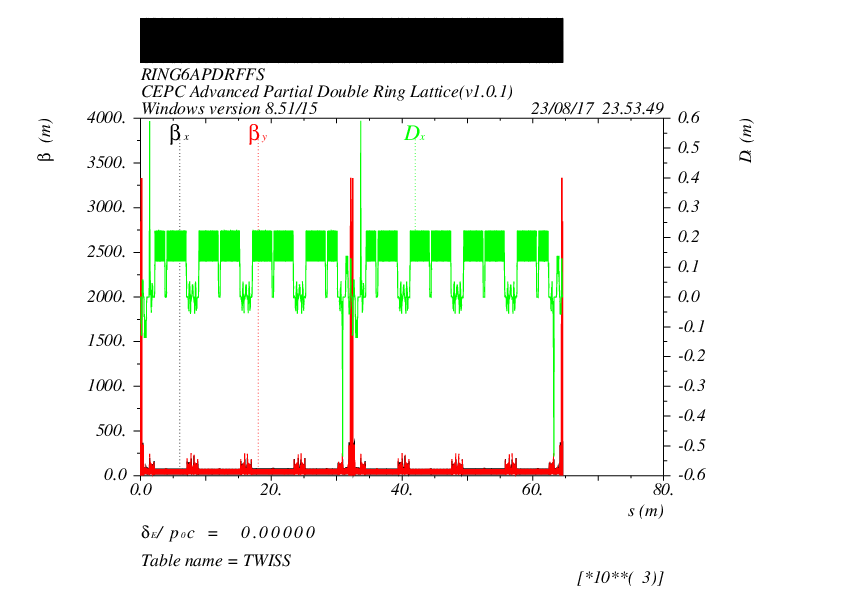 RING6APDRFFS
CEPC Advanced Partial Double Ring Lattice(v1.0.1)
Windows version 8.51/15 23/08/17 23.53.49
β (m)
4000.
3500.
3000.
2500.
2000.
1500.
1000.
500.
0.0
βx βy Dx
Dx (m)
0.6
0.5
0.4
0.3
0.2
0.1
0.0
-0.1
-0.2
-0.3
-0.4
-0.5
-0.6
0.0 20. 40. 60. 80.
s (m)
δE/ p0c = 0.00000
Table name = TWISS
[*10**( 3)]